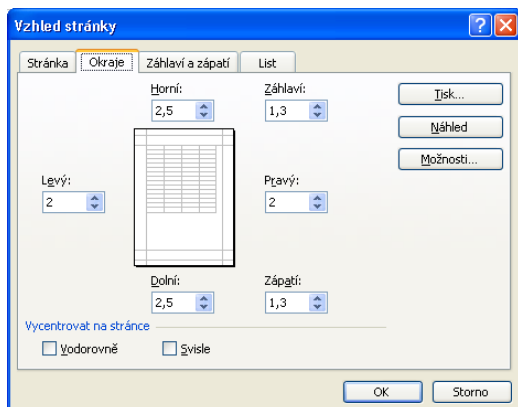 Vzhled stránky
Stránka Okraje Záhlaví a zápatí List
Horní: Záhlaví:
2,5 1,3 Tisk...
Náhled
Možnosti...
Levý: Pravý:
2 2
Dolní: Zápatí:
2,5 1,3
Vycentrovat na stránce
Vodorovně Svisle
OK Storno